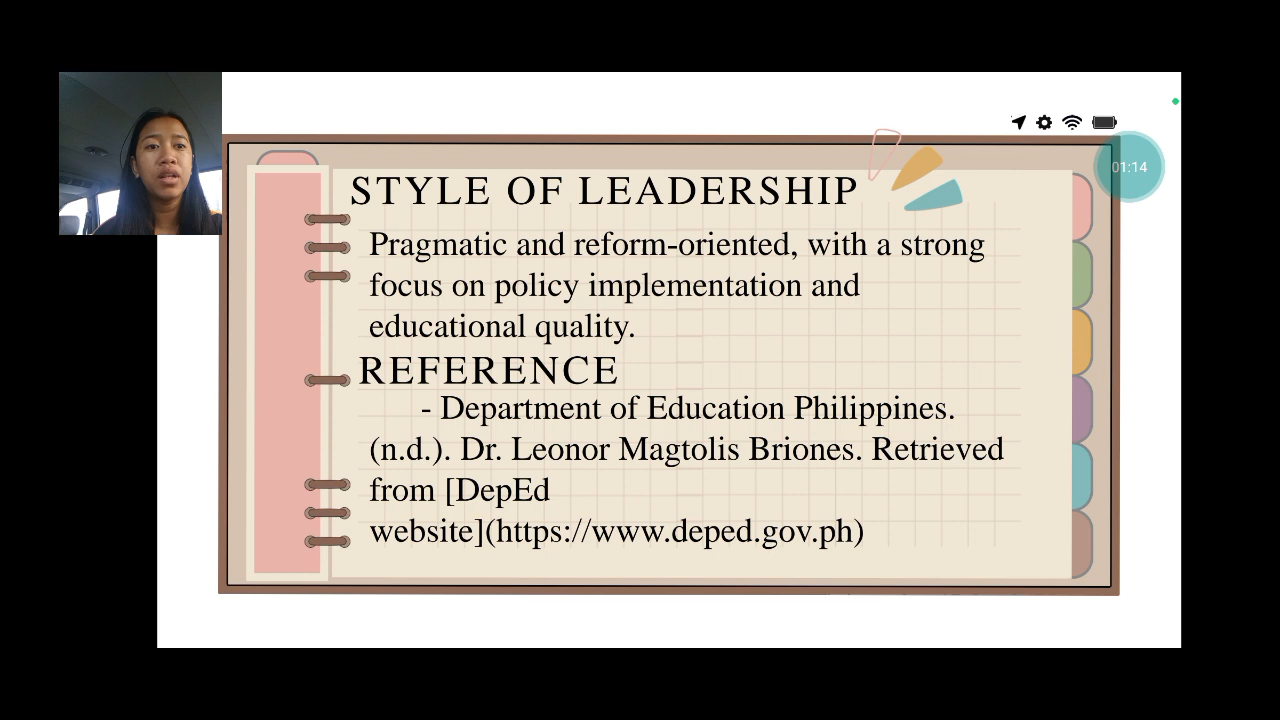 01:14
STYLE OF LEADERSHIP
Pragmatic and reform-oriented, with a strong
focus on policy implementation and
educational quality.
REFERENCE
- Department of Education Philippines.
(n.d.). Dr. Leonor Magtolis Briones. Retrieved
from [DepEd
website](https://www.deped.gov.ph)